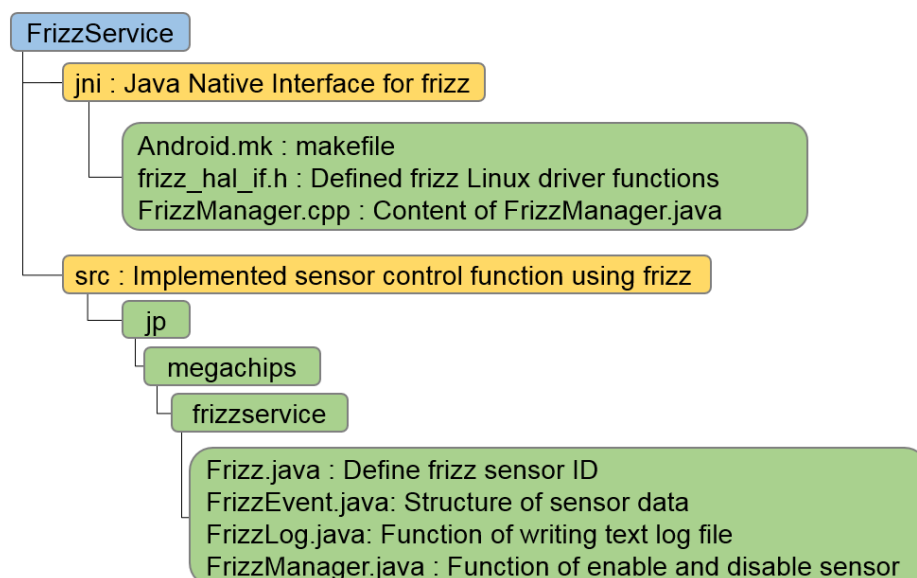 FrizzService
jni : Java Native Interface for frizz
Android.mk : makefile
frizz_hal_if.h : Defined frizz Linux driver functions
FrizzManager.cpp : Content of FrizzManager.java
src : Implemented sensor control function using frizz
jp
megachips
frizzservice
Frizz.java : Define frizz sensor ID
FrizzEvent.java: Structure of sensor data
FrizzLog.java: Function of writing text log file
FrizzManager.java : Function of enable and disable sensor